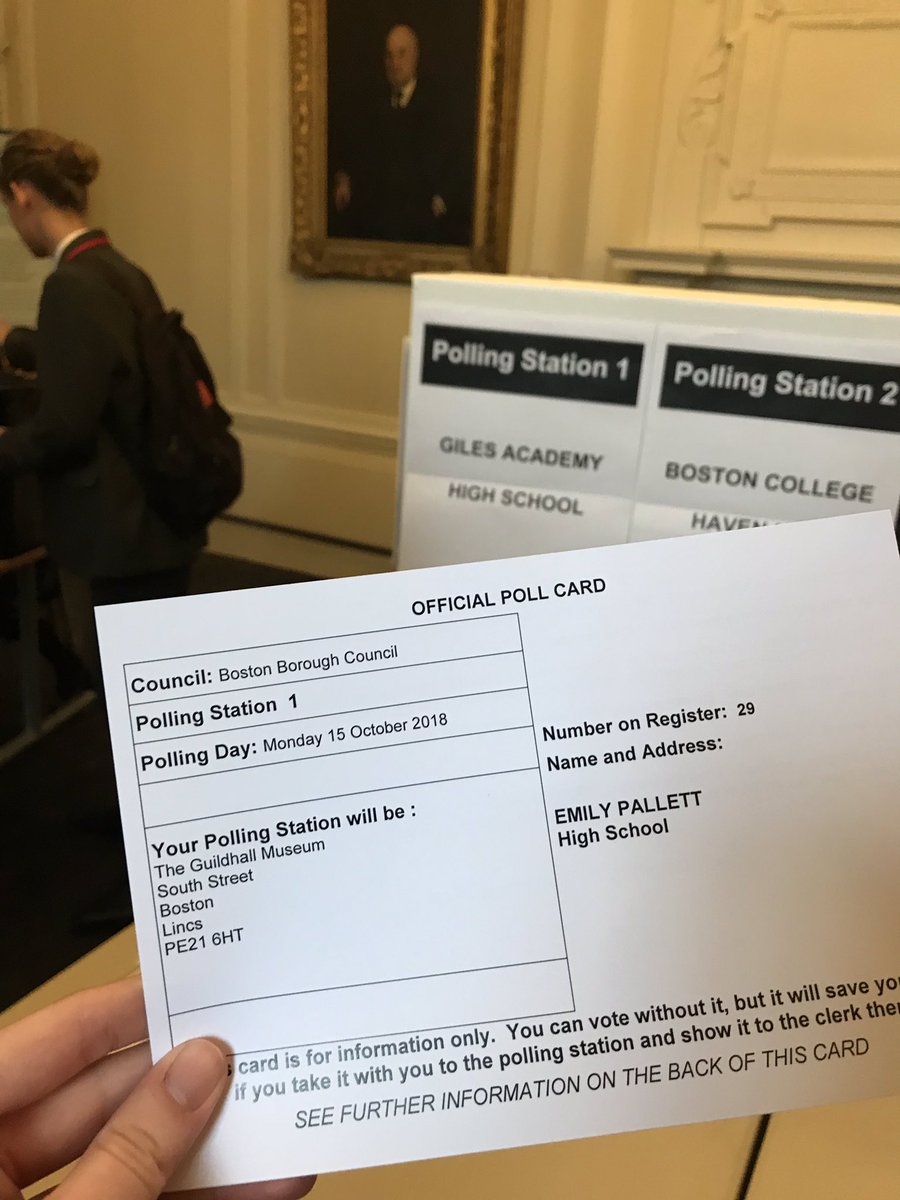 Polling Station 1
GILES ACADEMY
HIGH SCHOOL
Polling Station 2
BOSTON COLLEGE
HAVEN
OFFICIAL POLL CARD
Council: Boston Borough Council
Polling Station 1
Polling Day: Monday 15 October 2018
Your Polling Station will be :
The Guildhall Museum
South Street
Boston
Lincs
PE21 6HT
Number on Register: 29
Name and Address:
EMILY PALLETT
High School
card is for information only. You can vote without it, but it will save you
if you take it with you to the polling station and show it to the clerk
SEE FURTHER INFORMATION ON THE BACK OF THIS CARD